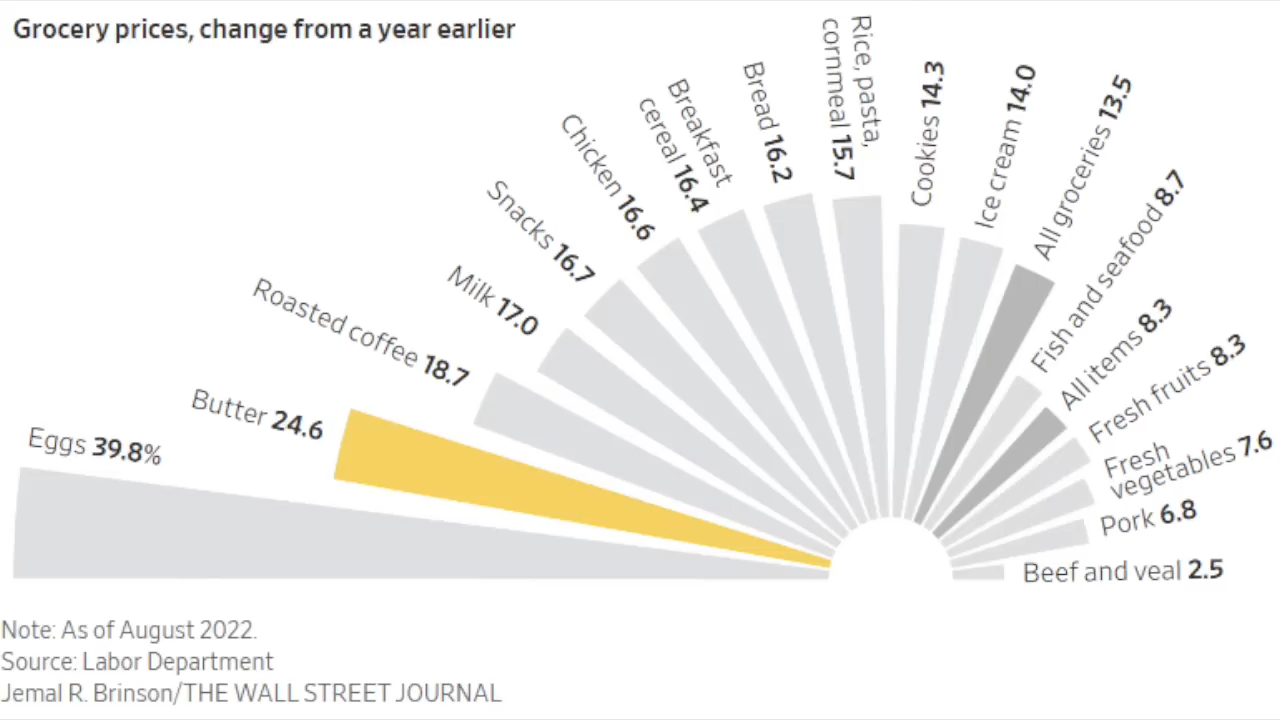 Grocery prices, change from a year earlier
Eggs 39.8%
Butter 24.6
Roasted coffee 18.7
Milk 17.0
Snacks 16.7
Chicken 16.6
Breakfast
cereal 16.4
Bread 16.2
Rice, pasta,
cornmeal 15.7
Cookies 14.3
Ice cream 14.0
All groceries 13.5
Fish and seafood 8.7
All items 8.3
Fresh fruits 8.3
Fresh
vegetables 7.6
Pork 6.8
Beef and veal 2.5
Note: As of August 2022.
Source: Labor Department
Jemal R. Brinson/THE WALL STREET JOURNAL